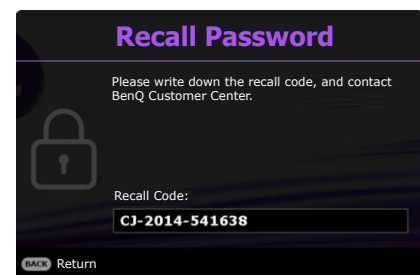 Recall Password
Please write down the recall code, and contact
BenQ Customer Center.
Recall Code:
CJ-2014-541638
BACK Return